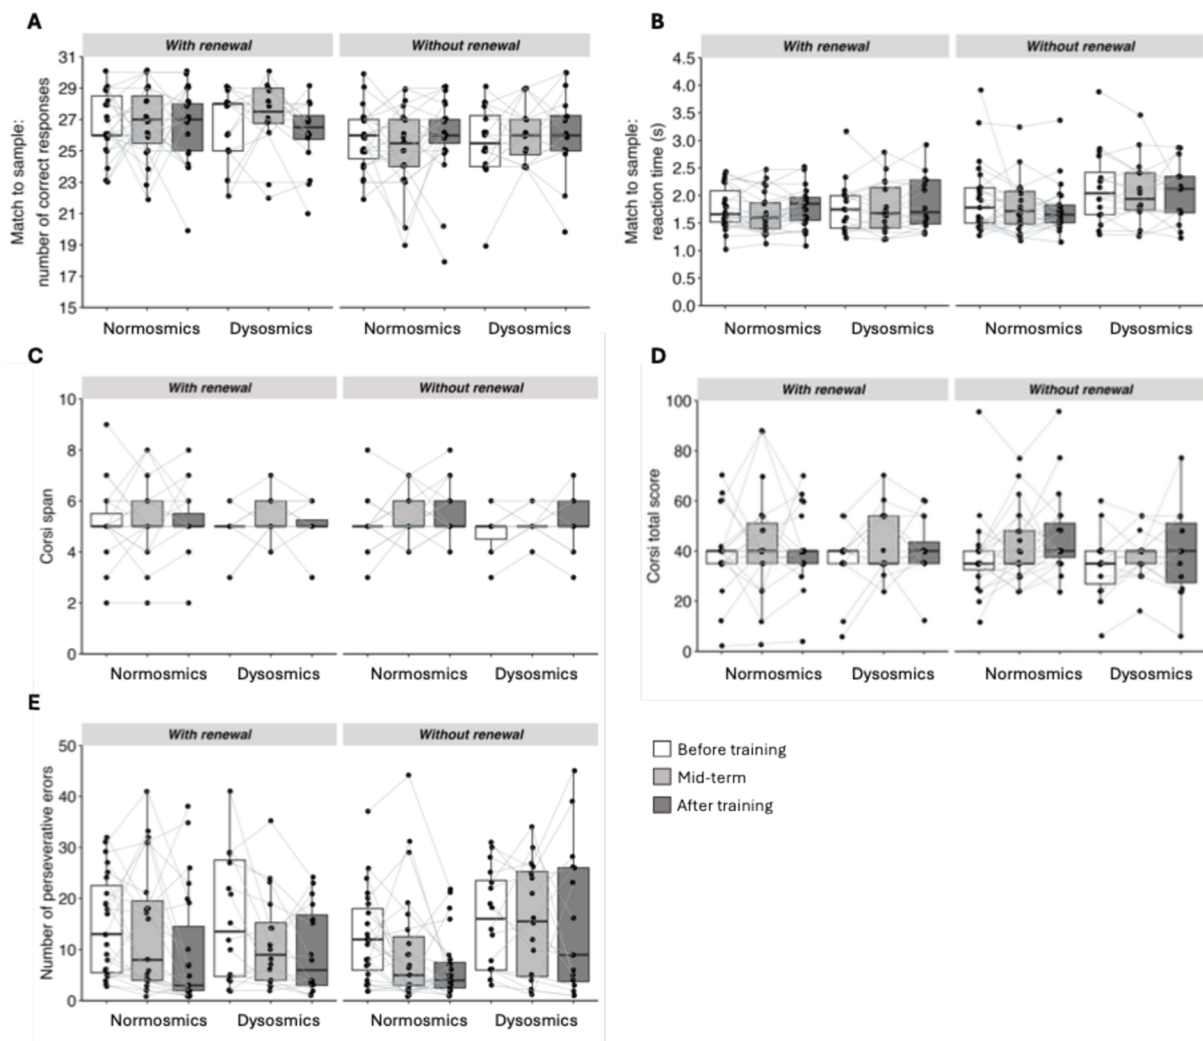 A
With renewal
Without renewal
Match to sample:
number of correct responses
31
29
27
25
23
21
19
17
15
Normosmics
Dysosmics
Normosmics
Dysosmics
B
With renewal
Without renewal
Match to sample:
reaction time (s)
4.5
4.0
3.5
3.0
2.5
2.0
1.5
1.0
0.5
0.0
Normosmics
Dysosmics
Normosmics
Dysosmics
C
With renewal
Without renewal
Corsi span
10
8
6
4
2
0
Normosmics
Dysosmics
Normosmics
Dysosmics
D
With renewal
Without renewal
Corsi total score
100
80
60
40
20
0
Normosmics
Dysosmics
Normosmics
Dysosmics
E
With renewal
Without renewal
Number of perseverative erors
50
40
30
20
10
0
Normosmics
Dysosmics
Normosmics
Dysosmics
Before training
Mid-term
After training